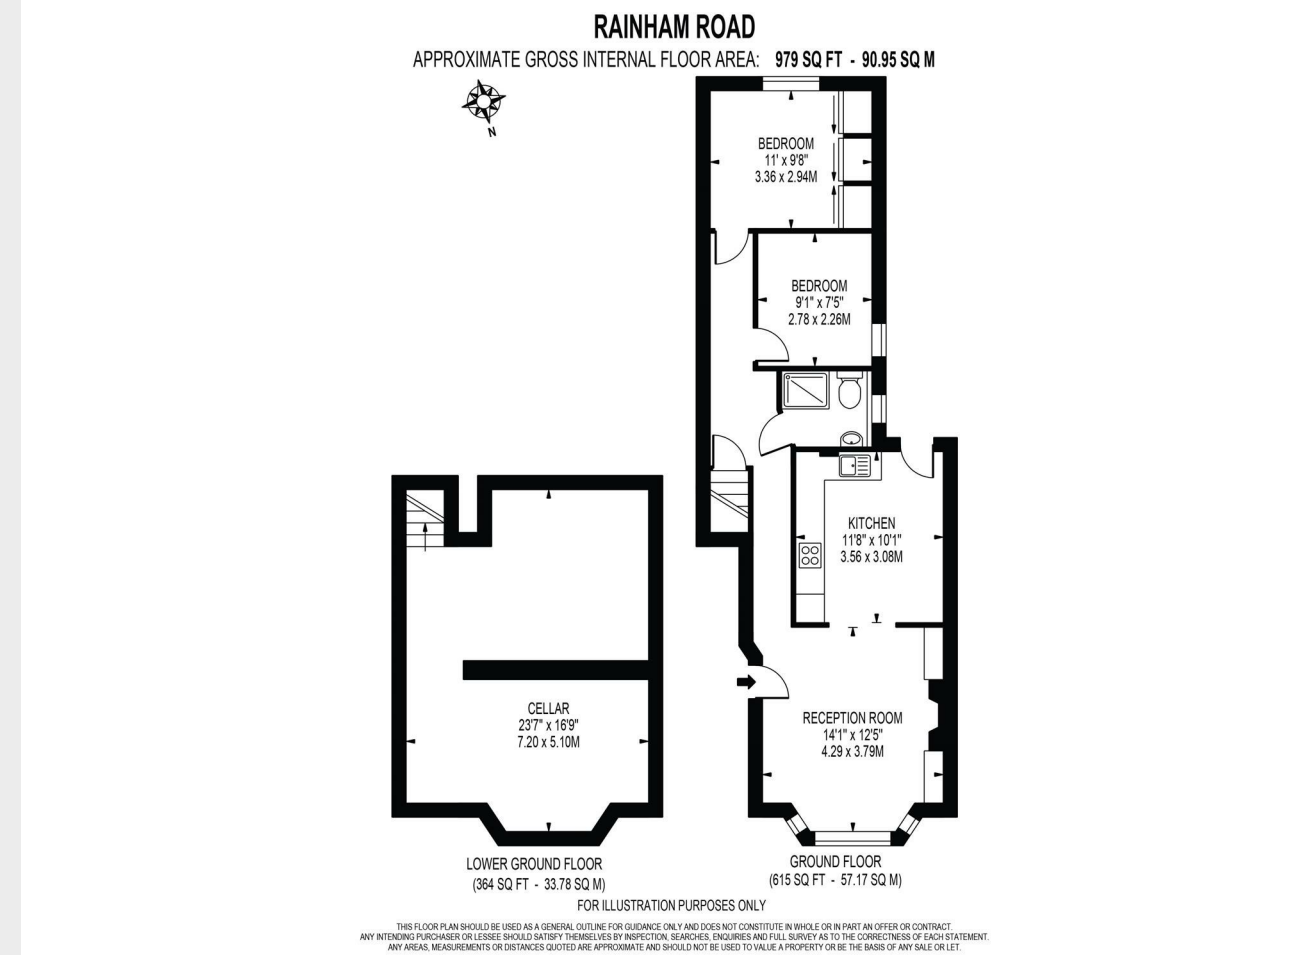 RAINHAM ROAD
APPROXIMATE GROSS INTERNAL FLOOR AREA: 979 SQ FT - 90.95 SQ M
N
BEDROOM
11' x 9'8"
3.36 x 2.94M
BEDROOM
9'1" x 7'5"
2.78 x 2.26M
KITCHEN
11'8" x 10'1"
3.56 x 3.08M
CELLAR
23'7" x 16'9"
7.20 x 5.10M
RECEPTION ROOM
14'1" x 12'5"
4.29 x 3.79M
LOWER GROUND FLOOR
(364 SQ FT - 33.78 SQ M)
GROUND FLOOR
(615 SQ FT - 57.17 SQ M)
FOR ILLUSTRATION PURPOSES ONLY
THIS FLOOR PLAN SHOULD BE USED AS A GENERAL OUTLINE FOR GUIDANCE ONLY AND DOES NOT CONSTITUTE IN WHOLE OR IN PART AN OFFER OR CONTRACT.
ANY INTENDING PURCHASER OR LESSEE SHOULD SATISFY THEMSELVES BY INSPECTION, SEARCHES, ENQUIRIES AND FULL SURVEY AS TO THE CORRECTNESS OF EACH STATEMENT.
ANY AREAS, MEASUREMENTS OR DISTANCES QUOTED ARE APPROXIMATE AND SHOULD NOT BE USED TO VALUE A PROPERTY OR BE THE BASIS OF ANY SALE OR LET.